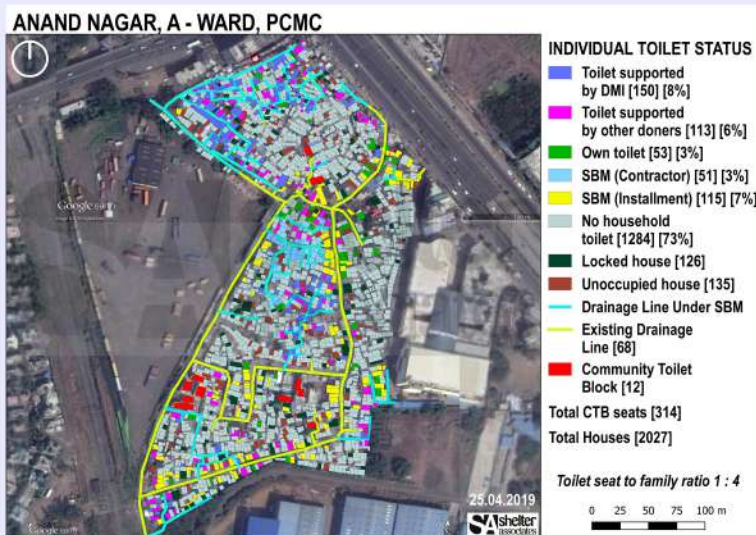 ANAND NAGAR, A - WARD, PCMC
INDIVIDUAL TOILET STATUS
Toilet supported
by DMI [150] [8%]
Toilet supported
by other doners [113] [6%]
Own toilet [53] [3%]
SBM (Contractor) [51] [3%]
SBM (Installment) [115] [7%]
No household
toilet [1284] [73%]
Locked house [126]
Unoccupied house [135]
Drainage Line Under SBM
Existing Drainage
Line [68]
Community Toilet
Block [12]
Total CTB seats [314]
Total Houses [2027]
Toilet seat to family ratio 1 : 4
0 25 50 75 100 m
Google earth
25.04.2019
SA shelter
associates
Google earth